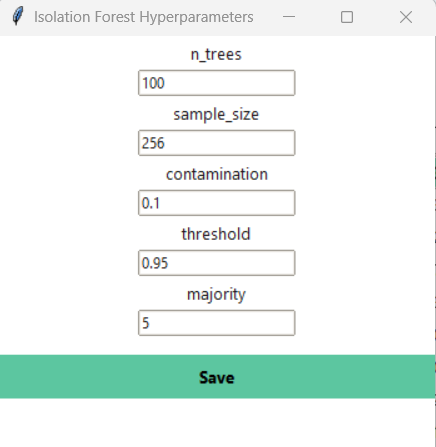 Isolation Forest Hyperparameters
n_trees
100
sample_size
256
contamination
0.1
threshold
0.95
majority
5
Save